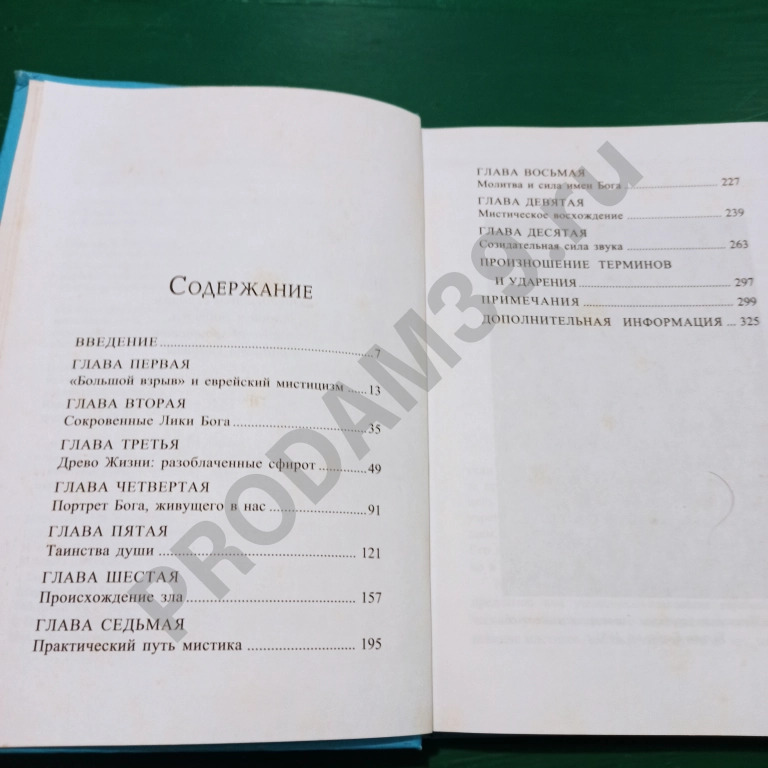 СОДЕРЖАНИЕ
ВВЕДЕНИЕ 7
ГЛАВА ПЕРВАЯ
«Большой взрыв» и еврейский мистицизм 13
ГЛАВА ВТОРАЯ
Сокровенные Лики Бога 35
ГЛАВА ТРЕТЬЯ
Древо Жизни: разоблаченные сфирот 49
ГЛАВА ЧЕТВЕРТАЯ
Портрет Бога, живущего в нас 91
ГЛАВА ПЯТАЯ
Таинства души 121
ГЛАВА ШЕСТАЯ
Происхождение зла 157
ГЛАВА СЕДЬМАЯ
Практический путь мистика 195
ГЛАВА ВОСЬМАЯ
Молитва и сила имен Бога 227
ГЛАВА ДЕВЯТАЯ
Мистическое восхождение 239
ГЛАВА ДЕСЯТАЯ
Созидательная сила звука 263
ПРОИЗНОШЕНИЕ ТЕРМИНОВ
И УДАРЕНИЯ 297
ПРИМЕЧАНИЯ 299
ДОПОЛНИТЕЛЬНАЯ ИНФОРМАЦИЯ 325
PRODAM39.ru